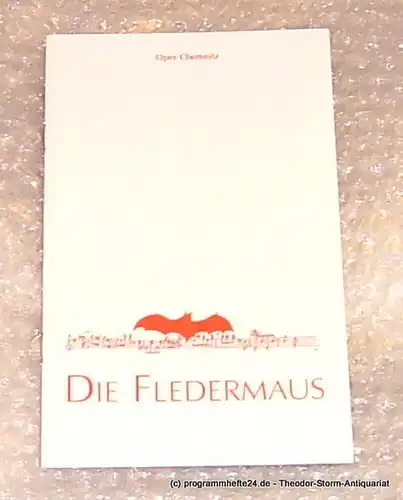 Oper Chemnitz
DIE FLEDERMAUS
(c) programmhefte24.de - Theodor-Storm-Antiquariat